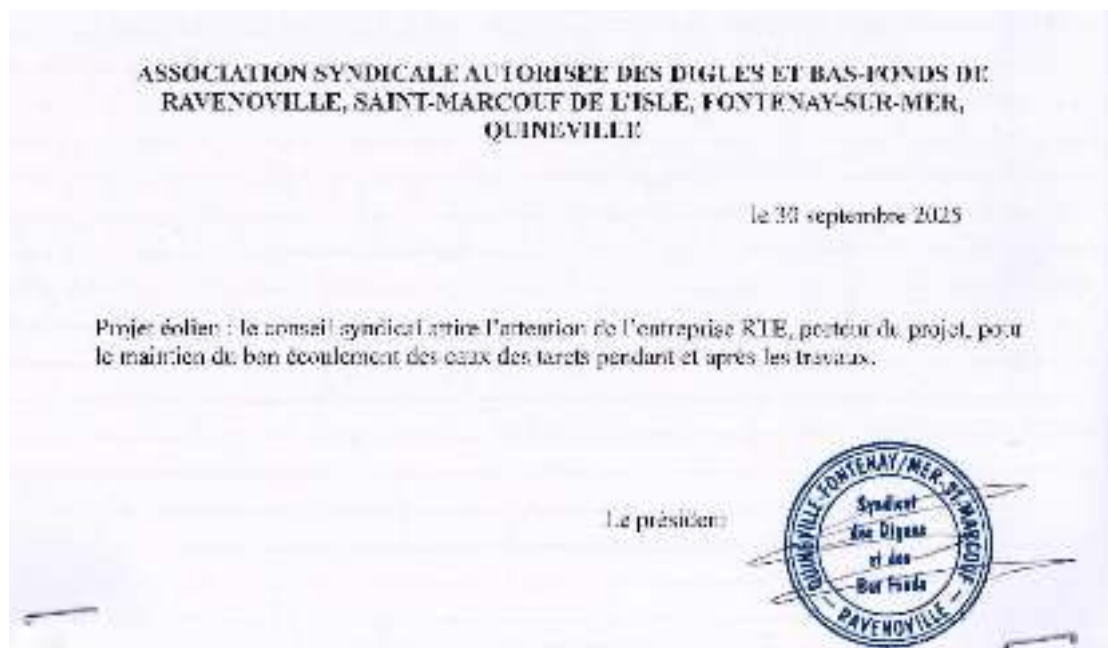 ASSOCIATION SYNDICALE AUTORISEE DES DIGUES ET BAS-FONDS DE
RAVENOVILLE, SAINT-MARCOUF DE L'ISLE, FONTENAY-SUR-MER,
QUINEVILLE
le 30 septembre 2025
Projet éolien : le conseil syndical attire l'attention de l'entreprise RTE, porteur du projet, pour
le maintien du bon écoulement des eaux des tarets pendant et après les travaux.
Le président
QUINÉVILLE-FONTENAY/MER-ST-MARCOUF
Syndicat
des Digues
et des
Bas Fonds
— RAVENOVILLE —